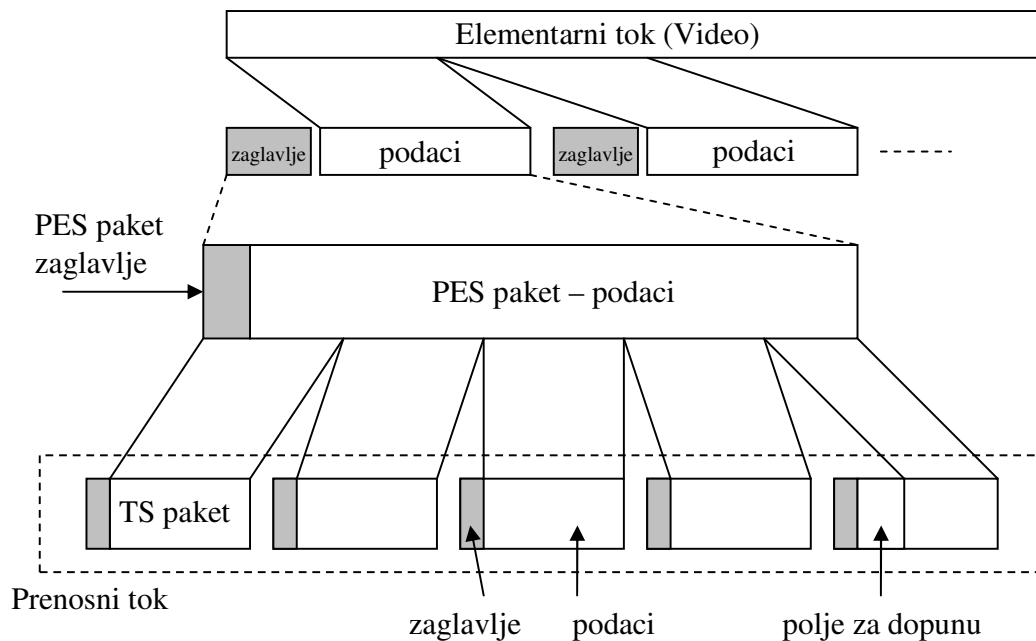 Elementarni tok (Video)
zaglavlje
podaci
zaglavlje
podaci
PES paket
zaglavlje
PES paket – podaci
TS paket
Prenosni tok
zaglavlje
podaci
polje za dopunu